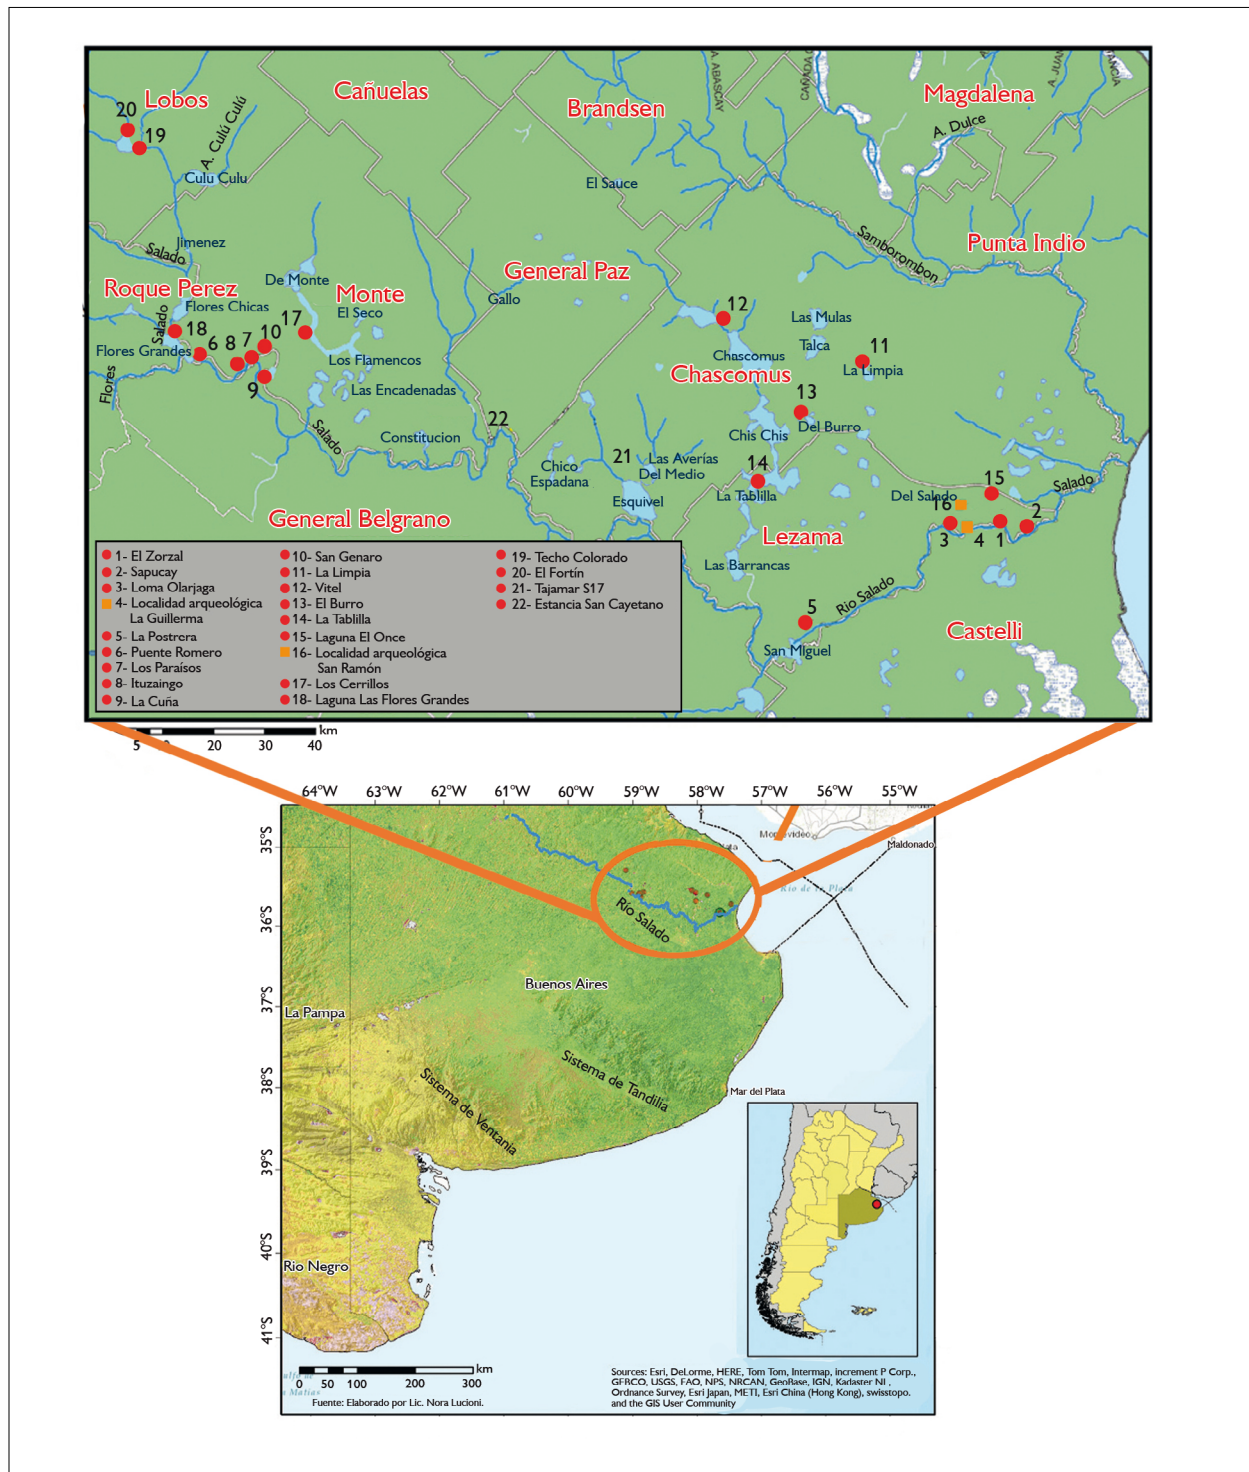 Lobos
Cañuelas
Brandsen
Magdalena
A. ABASCAY
20
19
A. Culú Culú
Culu Culu
A. Dulce
El Sauce
Jimenez
Salado
Samborombon
Punta Indio
General Paz
De Monte
Roque Perez
Monte
Gallo
Flores Chicas
El Seco
17
12
Las Mulas
Salado
18
10
6
8
7
Talca
11
Flores Grandes
Los Flamencos
Chascomus
La Limpia
Chascomus
Flores
9
Las Encadenadas
13
22
Del Burro
Salado
Constitucion
Chis Chis
21
Las Averías
Chico
Espadana
Del Medio
14
15
Salado
La Tablilla
Del Salado
Esquivel
16
2
General Belgrano
Lezama
3
4
1
Las Barrancas
Rio Salado
5
Castelli
San Miguel
1- El Zorzal
2- Sapucay
3- Loma Olarjaga
4- Localidad arqueológica
La Guillerma
5- La Postrera
6- Puente Romero
7- Los Paraísos
8- Ituzaingo
9- La Cuña
10- San Genaro
11- La Limpia
12- Vitel
13- El Burro
14- La Tablilla
15- Laguna El Once
16- Localidad arqueológica
San Ramón
17- Los Cerrillos
18- Laguna Las Flores Grandes
19- Techo Colorado
20- El Fortín
21- Tajamar S17
22- Estancia San Cayetano
km
5 20 30 40
64°W 63°W 62°W 61°W 60°W 59°W 58°W 57°W 56°W 55°W
35°S
36°S
37°S
38°S
39°S
40°S
41°S
Maldonado
Río de la Plata
Río Salado
Buenos Aires
La Pampa
Sistema de Tandilia
Sistema de Ventania
Mar del Plata
Rio Negro
km
0 50 100 200 300
Fuente: Elaborado por Lic. Nora Lucioni.
Sources: Esri, DeLorme, HERE, Tom Tom, Intermap, increment P Corp.,
GEBCO, USGS, FAO, NPS, NRCAN, GeoBase, IGN, Kadaster NL,
Ordnance Survey, Esri Japan, METI, Esri China (Hong Kong), swisstopo.
and the GIS User Community